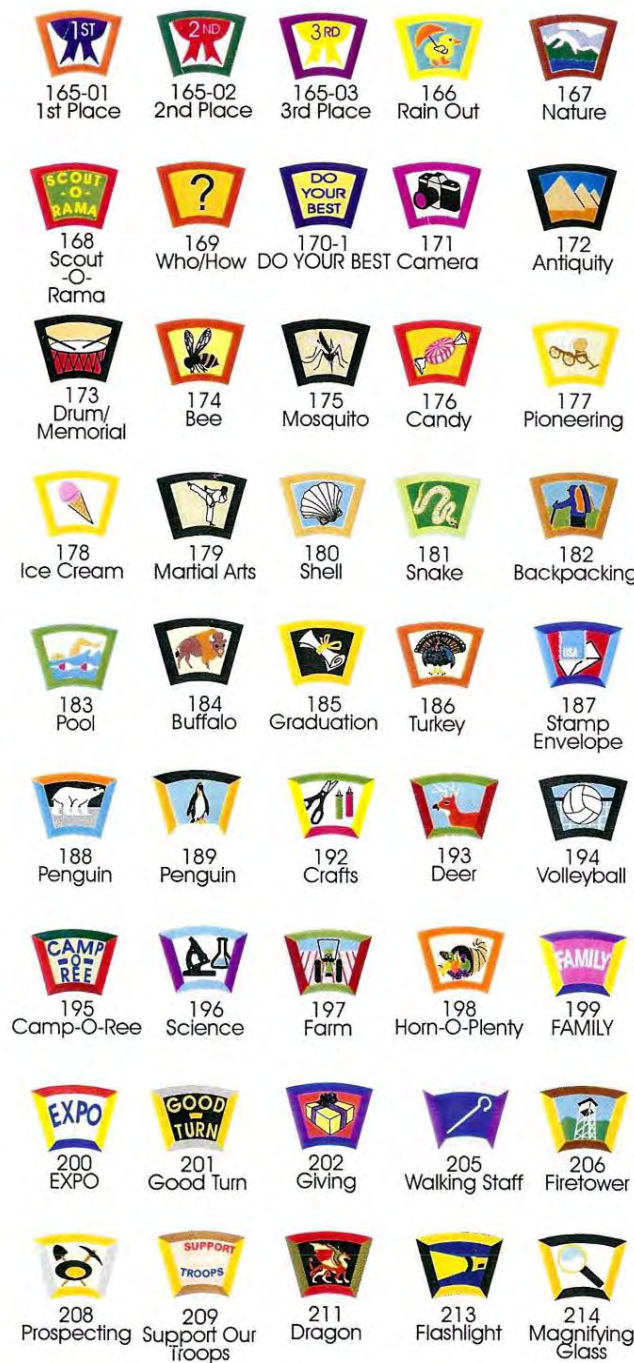 1ST
2ND
3RD
165-01
1st Place
165-02
2nd Place
165-03
3rd Place
166
Rain Out
167
Nature
SCOUT
-O-
RAMA
?
DO
YOUR
BEST
168
Scout
-O-
Rama
169
Who/How
170-1
DO YOUR BEST
171
Camera
172
Antiquity
173
Drum/
Memorial
174
Bee
175
Mosquito
176
Candy
177
Pioneering
178
Ice Cream
179
Martial Arts
180
Shell
181
Snake
182
Backpacking
USA
183
Pool
184
Buffalo
185
Graduation
186
Turkey
187
Stamp
Envelope
188
Penguin
189
Penguin
192
Crafts
193
Deer
194
Volleyball
CAMP
-O-
REE
FAMILY
195
Camp-O-Ree
196
Science
197
Farm
198
Horn-O-Plenty
199
FAMILY
EXPO
GOOD
-
TURN
200
EXPO
201
Good Turn
202
Giving
205
Walking Staff
206
Firetower
SUPPORT
TROOPS
208
Prospecting
209
Support Our
Troops
211
Dragon
213
Flashlight
214
Magnifying
Glass